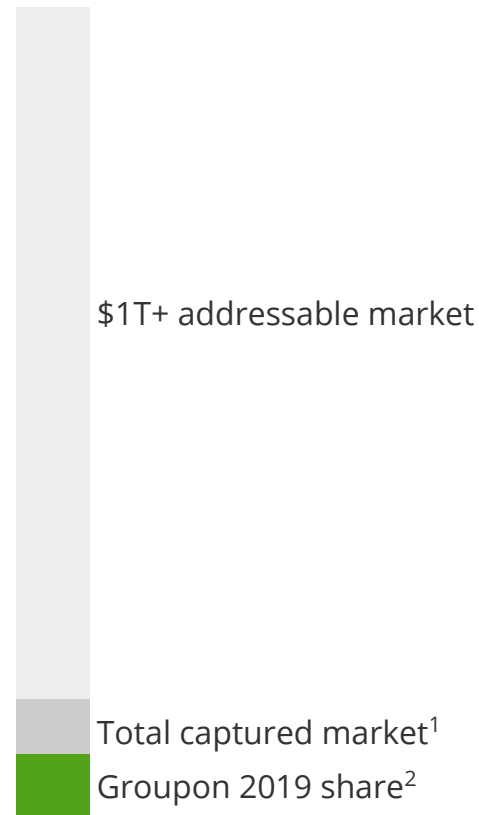 $1T+ addressable market
Total captured market¹
Groupon 2019 share²